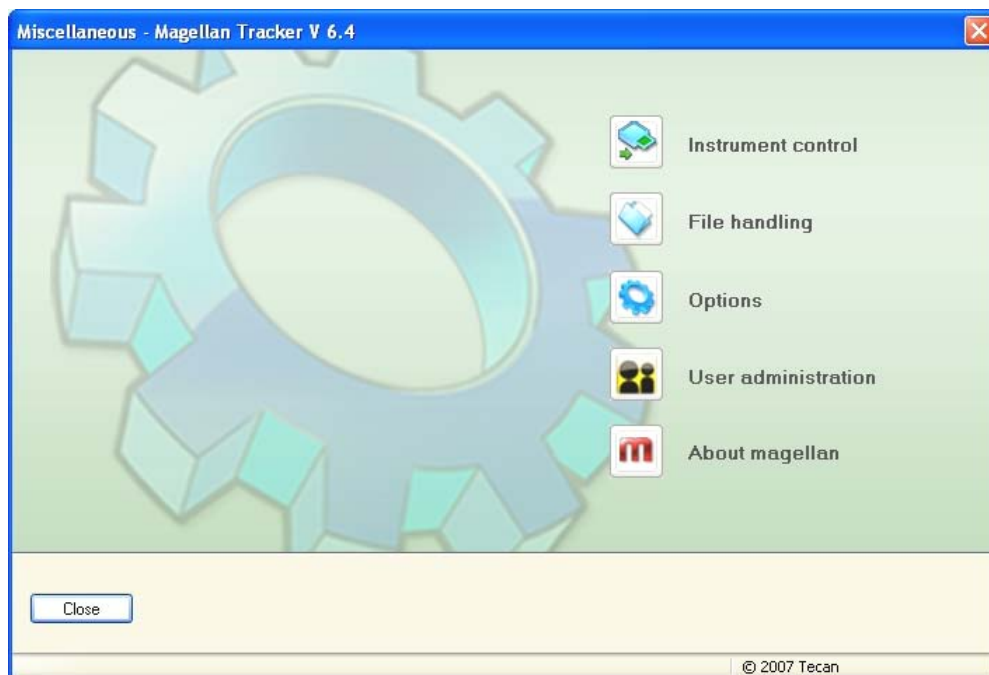 Miscellaneous - Magellan Tracker V 6.4
Instrument control
File handling
Options
User administration
m
About magellan
Close
© 2007 Tecan